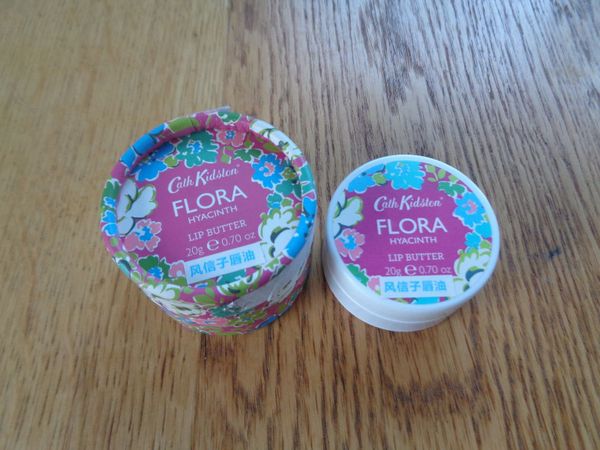 Cath Kidston
FLORA
HYACINTH
LIP BUTTER
20g ℮ 0.70 oz
风信子唇油
Cath Kidston
FLORA
HYACINTH
LIP BUTTER
20g ℮ 0.70 oz
风信子唇油